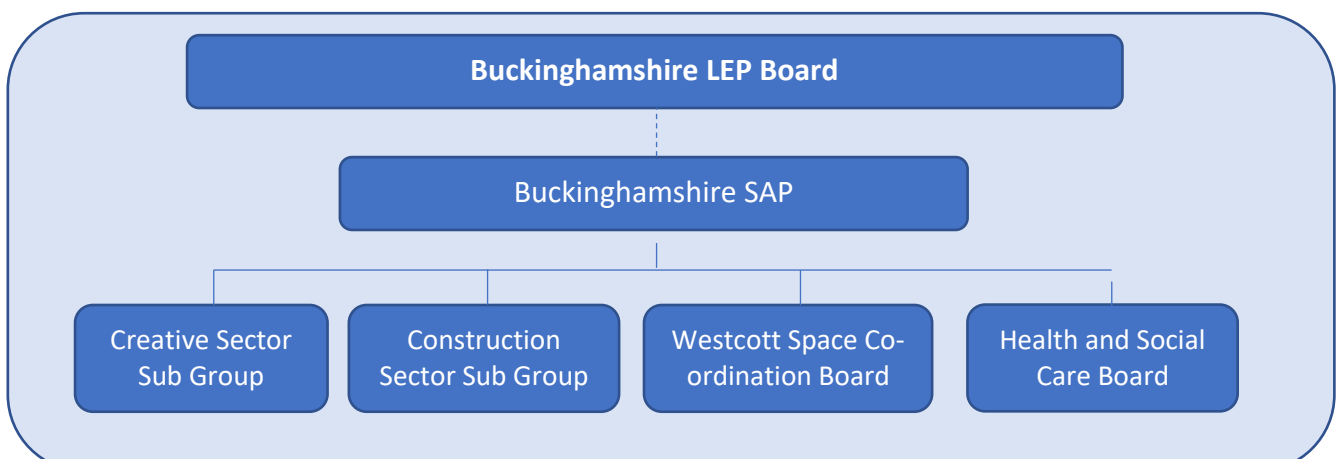 Buckinghamshire LEP Board
Buckinghamshire SAP
Creative Sector
Sub Group
Construction
Sector Sub Group
Westcott Space Co-
ordination Board
Health and Social
Care Board